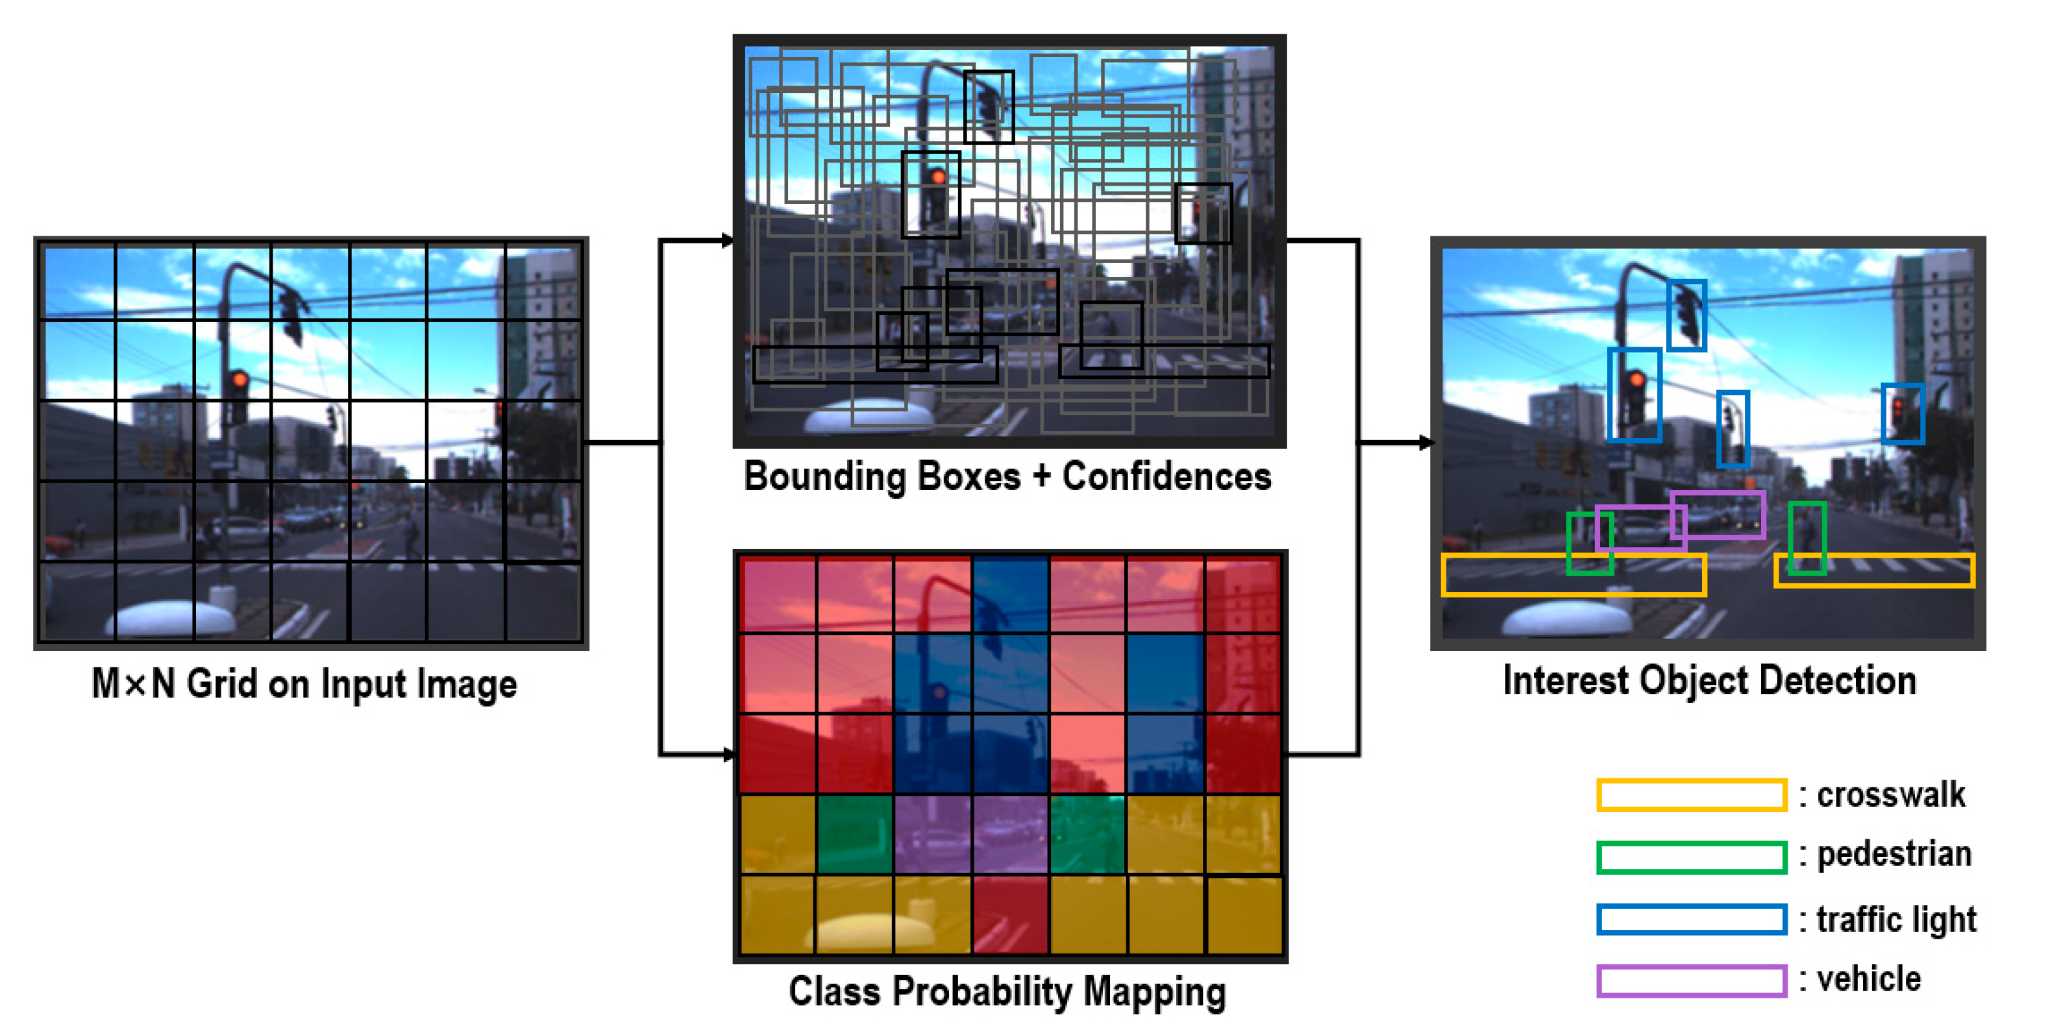 Bounding Boxes + Confidences
M×N Grid on Input Image
Interest Object Detection
Class Probability Mapping
: crosswalk
: pedestrian
: traffic light
: vehicle